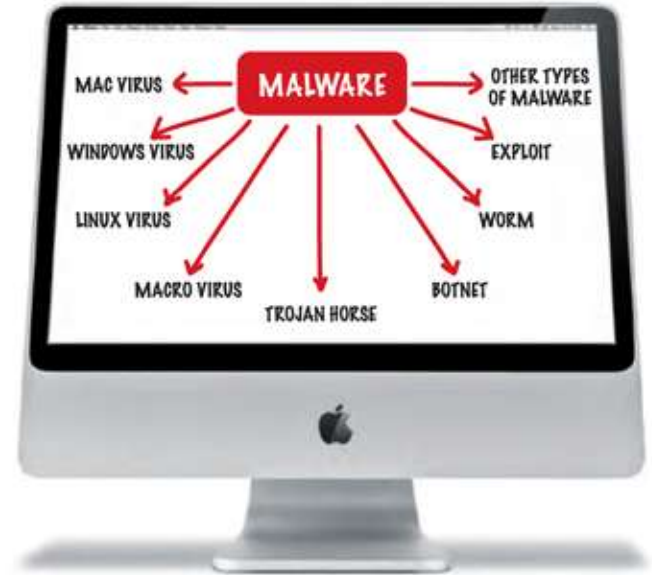 MALWARE
MAC VIRUS
OTHER TYPES
OF MALWARE
WINDOWS VIRUS
EXPLOIT
LINUX VIRUS
WORM
MACRO VIRUS
BOTNET
TROJAN HORSE